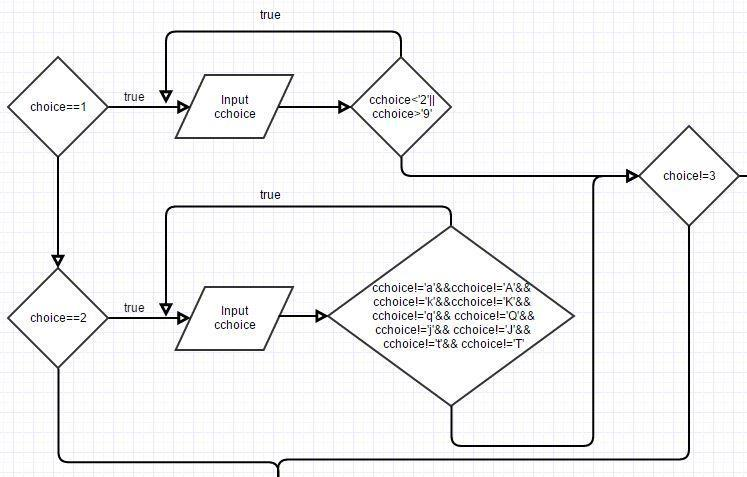 true
choice==1
true
Input
cchoice
cchoice<'2'||
cchoice>'9'
choice!=3
true
choice==2
true
Input
cchoice
cchoice!='a'&&cchoice!='A'&&
cchoice!='k'&&cchoice!='K'&&
cchoice!='q'&& cchoice!='Q'&&
cchoice!='j'&& cchoice!='J'&&
cchoice!='t'&& cchoice!='T'